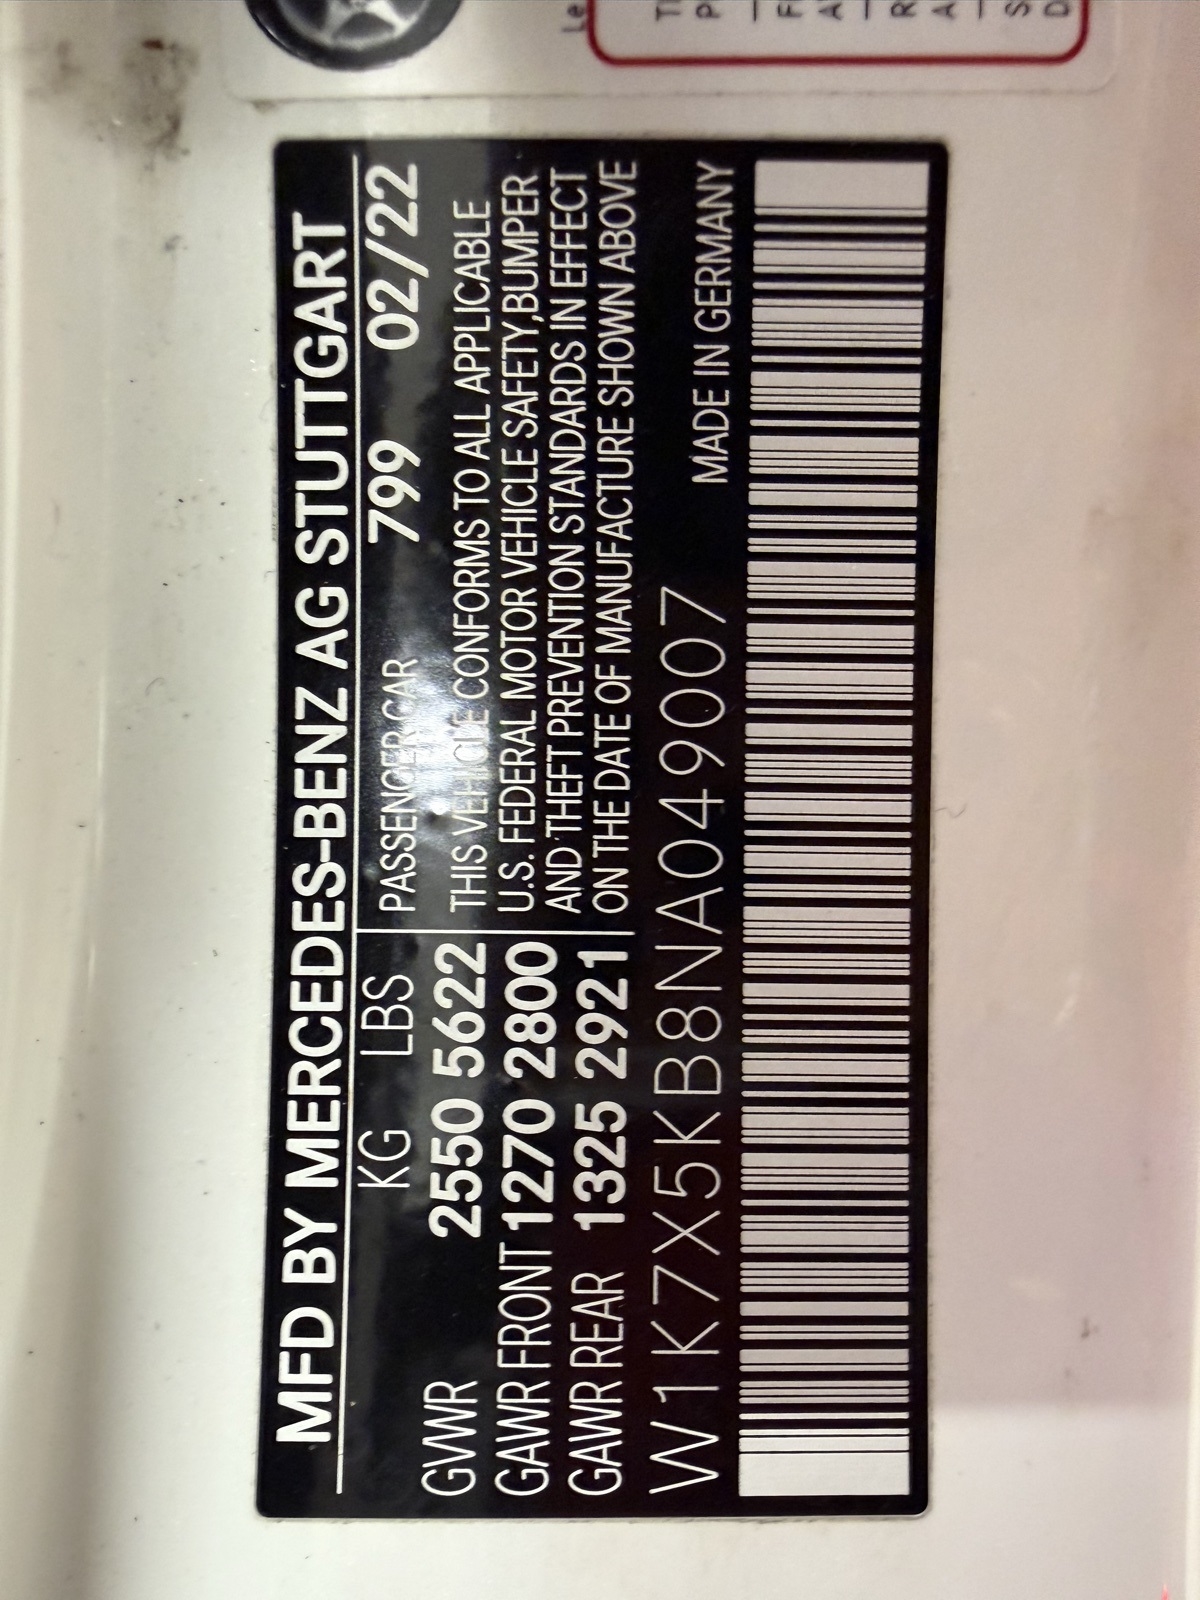 MFD BY MERCEDES-BENZ AG STUTTGART
KG LBS
GVWR 2550 5622
GAWR FRONT 1270 2800
GAWR REAR 1325 2921
PASSENGER CAR 799 02/22
THIS VEHICLE CONFORMS TO ALL APPLICABLE
U.S. FEDERAL MOTOR VEHICLE SAFETY,BUMPER
AND THEFT PREVENTION STANDARDS IN EFFECT
ON THE DATE OF MANUFACTURE SHOWN ABOVE
W1K7X5KB8NA049007
MADE IN GERMANY